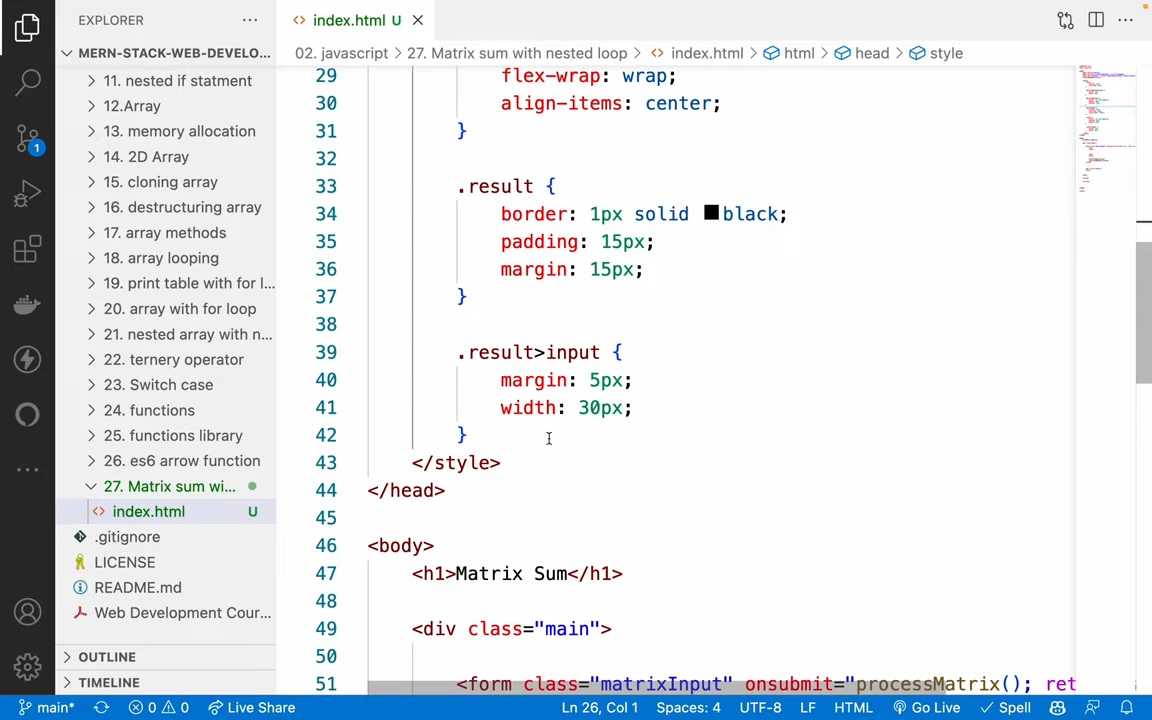 EXPLORER
index.html U
MERN-STACK-WEB-DEVELO...
02. javascript > 27. Matrix sum with nested loop > index.html > html > head > style
11. nested if statment
12.Array
13. memory allocation
14. 2D Array
15. cloning array
16. destructuring array
17. array methods
18. array looping
19. print table with for l...
20. array with for loop
21. nested array with n...
22. ternery operator
23. Switch case
24. functions
25. functions library
26. es6 arrow function
27. Matrix sum wi...
index.html U
.gitignore
LICENSE
README.md
Web Development Cour...
OUTLINE
TIMELINE
1
29 flex-wrap: wrap;
30 align-items: center;
31 }
32
33 .result {
34 border: 1px solid black;
35 padding: 15px;
36 margin: 15px;
37 }
38
39 .result>input {
40 margin: 5px;
41 width: 30px;
42 }
43 </style>
44 </head>
45
46 <body>
47 <h1>Matrix Sum</h1>
48
49 <div class="main">
50
51 <form class="matrixInput" onsubmit="processMatrix(); ret
main* 0 0 Live Share Ln 26, Col 1 Spaces: 4 UTF-8 LF HTML Go Live Spell